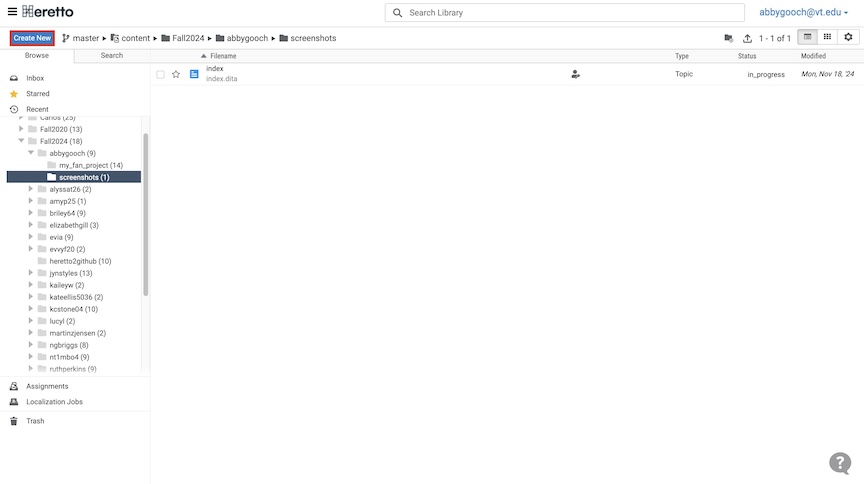 Heretto
Search Library
abbygooch@vt.edu
Create New
master
content
Fall2024
abbygooch
screenshots
1 - 1 of 1
Browse
Search
Filename
Type
Status
Modified
index
index.dita
Topic
in_progress
Mon, Nov 18, '24
Inbox
Starred
Recent
Carlos (25)
Fall2020 (13)
Fall2024 (18)
abbygooch (9)
my_fan_project (14)
screenshots (1)
alyssat26 (2)
amyp25 (1)
briley64 (9)
elizabethgill (3)
evia (9)
evvyf20 (2)
heretto2github (10)
jynstyles (13)
kaileyw (2)
kateellis5036 (2)
kcstone04 (10)
lucyl (2)
martinzjensen (2)
ngbriggs (8)
nt1mbo4 (9)
ruthperkins (9)
Assignments
Localization Jobs
Trash
?